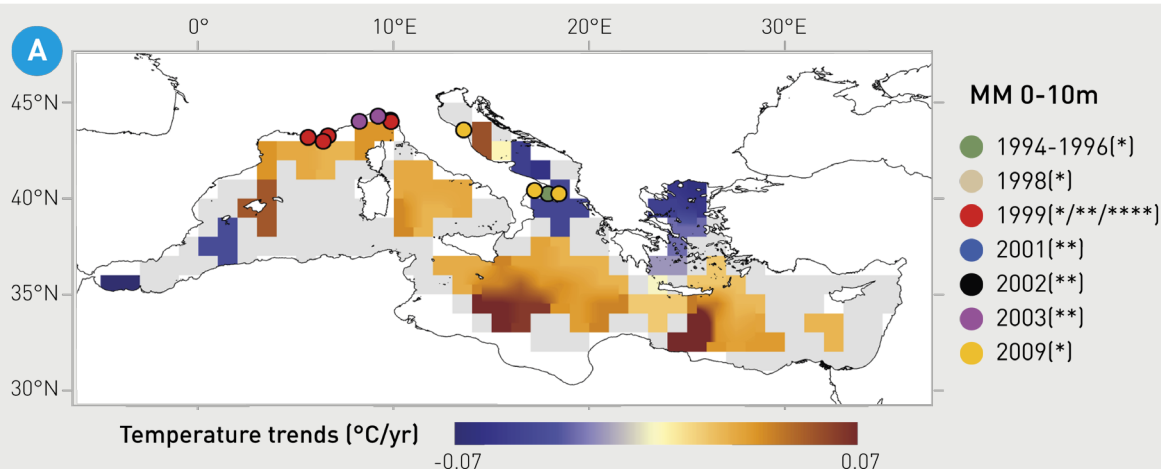 A
0° 10°E 20°E 30°E
45°N
40°N
35°N
30°N
MM 0-10m
1994-1996(*)
1998(*)
1999(*/**/****)
2001(**)
2002(**)
2003(**)
2009(*)
Temperature trends (°C/yr)
-0.07 0.07